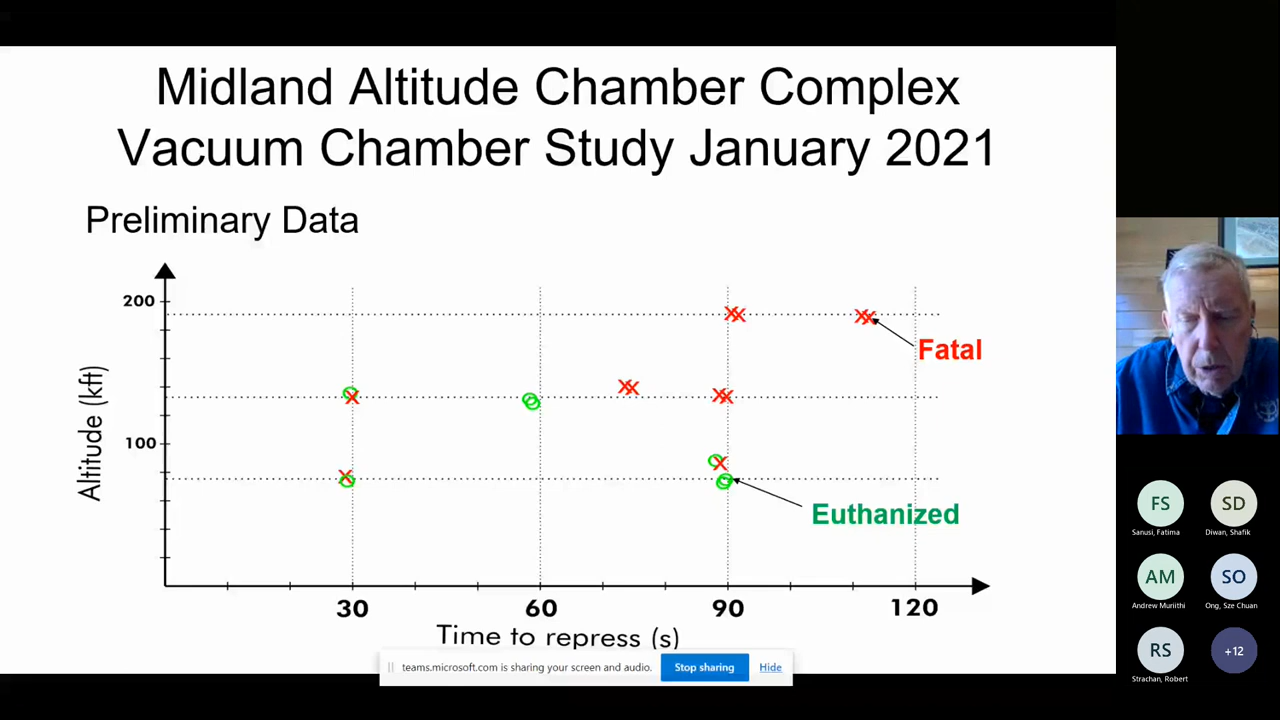 Midland Altitude Chamber Complex
Vacuum Chamber Study January 2021
Preliminary Data
200
100
Altitude (kft)
Fatal
Euthanized
30
60
90
120
Time to repress (s)
teams.microsoft.com is sharing your screen and audio.
Stop sharing
Hide
FS
SD
Sanusi, Fatima
Diwan, Shafik
AM
SO
Andrew Muriithi
Ong, Sze Chuan
RS
+12
Strachan, Robert